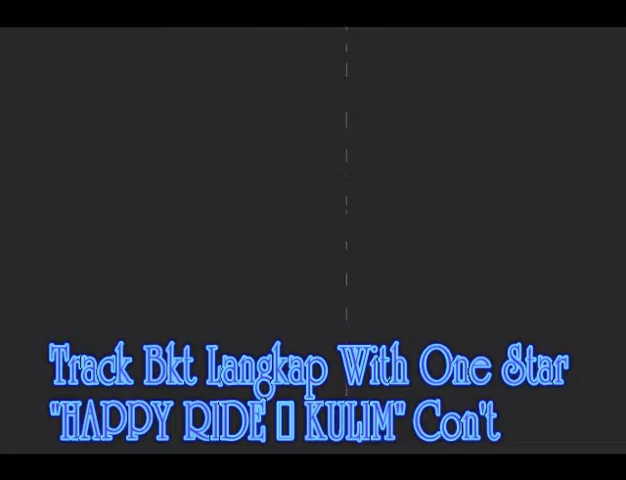 Track Bkt Langkap With One Star
"HAPPY RIDE ▯ KULIM" Con't